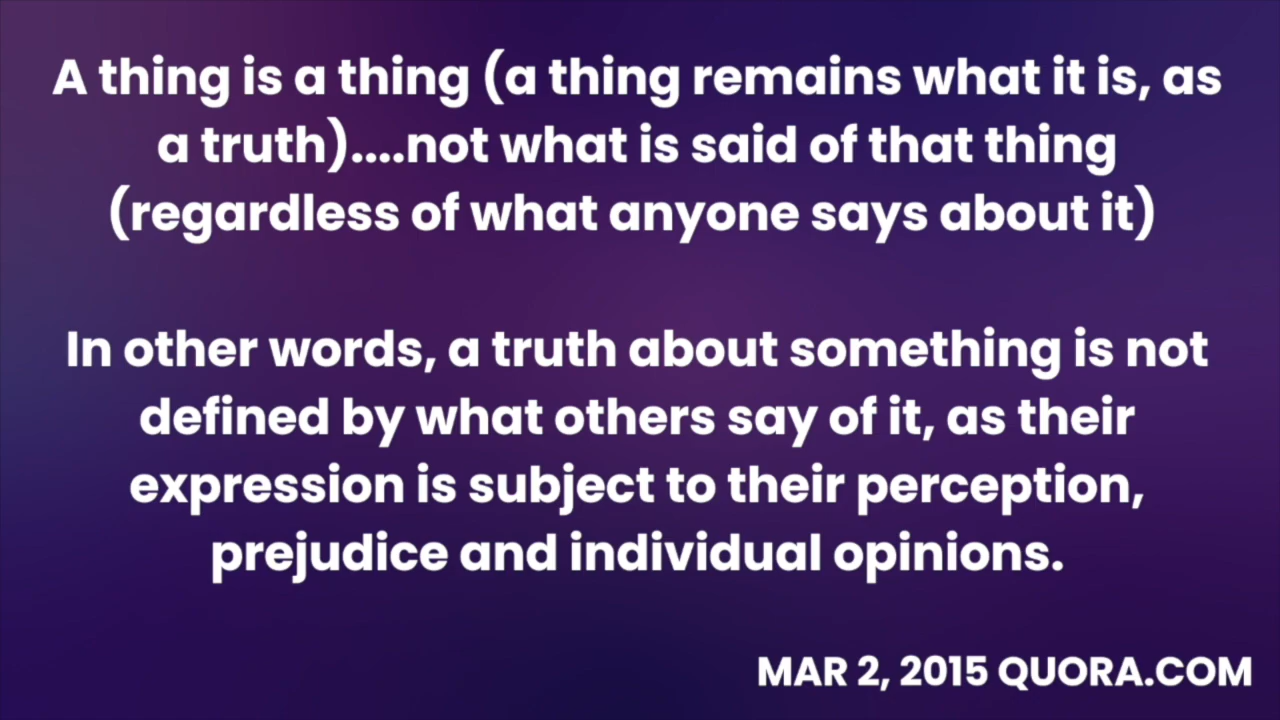 A thing is a thing (a thing remains what it is, as
a truth)....not what is said of that thing
(regardless of what anyone says about it)
In other words, a truth about something is not
defined by what others say of it, as their
expression is subject to their perception,
prejudice and individual opinions.
MAR 2, 2015 QUORA.COM